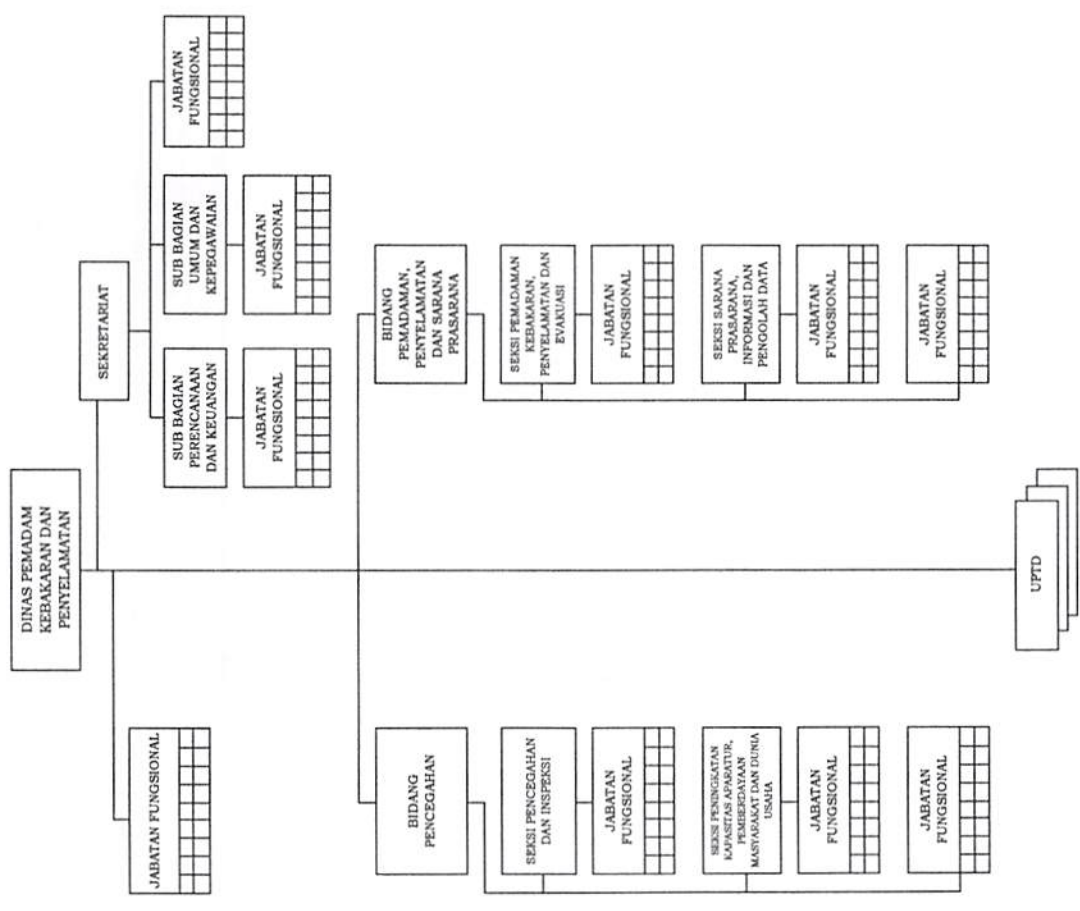 DINAS PEMADAM
KEBAKARAN DAN
PENYELAMATAN
JABATAN FUNGSIONAL
SEKRETARIAT
SUB BAGIAN
PERENCANAAN
DAN KEUANGAN
JABATAN
FUNGSIONAL
SUB BAGIAN
UMUM DAN
KEPEGAWAIAN
JABATAN
FUNGSIONAL
JABATAN
FUNGSIONAL
BIDANG
PENCEGAHAN
SEKSI PENCEGAHAN
DAN INSPEKSI
JABATAN
FUNGSIONAL
SEKSI PENINGKATAN
KAPASITAS APARATUR,
PEMBERDAYAAN
MASYARAKAT DAN DUNIA
USAHA
JABATAN
FUNGSIONAL
JABATAN
FUNGSIONAL
BIDANG
PEMADAMAN,
PENYELAMATAN
DAN SARANA
PRASARANA
SEKSI PEMADAMAN
KEBAKARAN,
PENYELAMATAN DAN
EVAKUASI
JABATAN
FUNGSIONAL
SEKSI SARANA
PRASARANA,
INFORMASI DAN
PENGOLAH DATA
JABATAN
FUNGSIONAL
JABATAN
FUNGSIONAL
UPTD